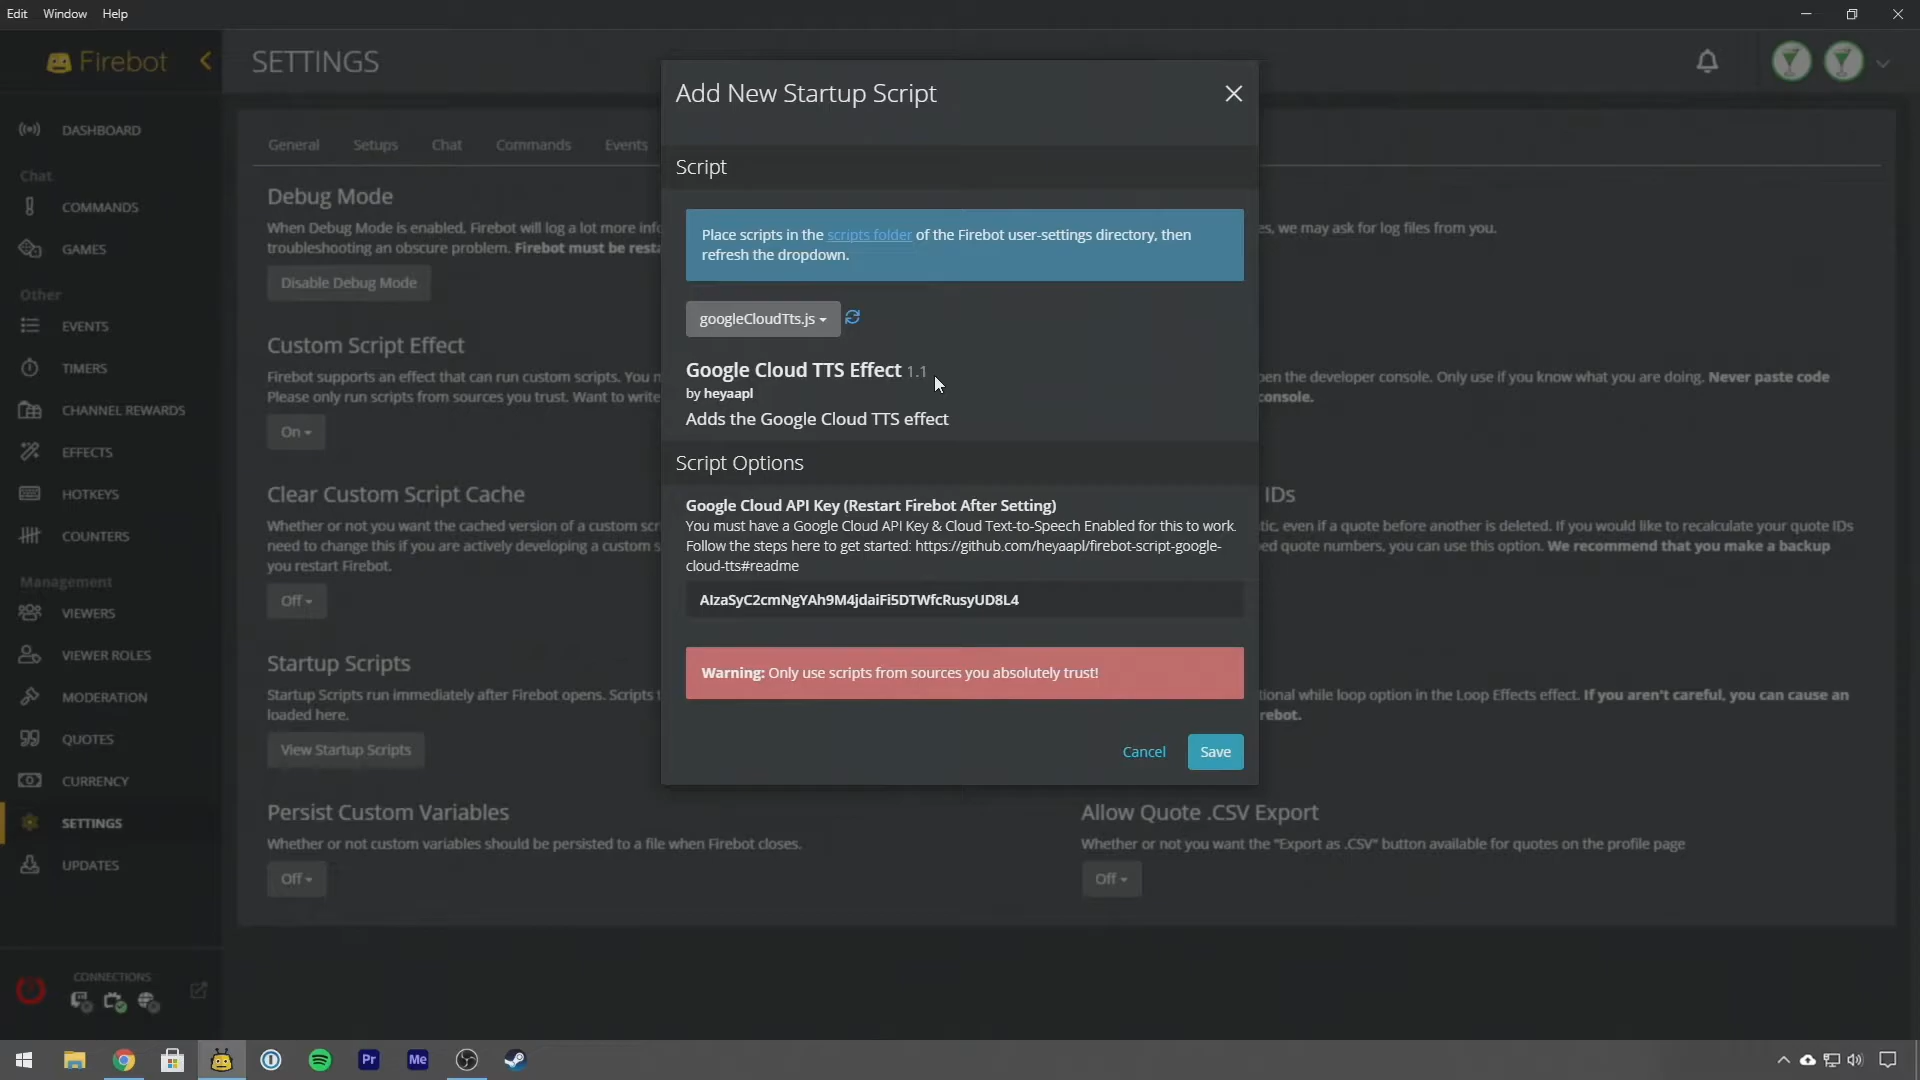 Edit Window Help
Firebot
SETTINGS
DASHBOARD
Chat
COMMANDS
GAMES
Other
EVENTS
TIMERS
CHANNEL REWARDS
EFFECTS
HOTKEYS
COUNTERS
Management
VIEWERS
VIEWER ROLES
MODERATION
QUOTES
CURRENCY
SETTINGS
UPDATES
CONNECTIONS
General Setups Chat Commands Events
Debug Mode
When Debug Mode is enabled, Firebot will log a lot more
troubleshooting an obscure problem. Firebot must be
Disable Debug Mode
Custom Script Effect
Firebot supports an effect that can run custom scripts. You
Please only run scripts from sources you trust. Want to write
On
Clear Custom Script Cache
Whether or not you want the cached version of a custom
need to change this if you are actively developing a custom
you restart Firebot.
Off
Startup Scripts
Startup Scripts run immediately after Firebot opens. Scripts
loaded here.
View Startup Scripts
Persist Custom Variables
Whether or not custom variables should be persisted to a file when Firebot closes.
Off
Add New Startup Script
Script
Place scripts in the scripts folder of the Firebot user-settings directory, then
refresh the dropdown.
googleCloudTts.js
Google Cloud TTS Effect 1.1
by heyaapl
Adds the Google Cloud TTS effect
Script Options
Google Cloud API Key (Restart Firebot After Setting)
You must have a Google Cloud API Key & Cloud Text-to-Speech Enabled for this to work.
Follow the steps here to get started: https://github.com/heyaapl/firebot-script-google-
cloud-tts#readme
AIzaSyC2cmNgYAh9M4jdaiFi5DTWfcRusyUD8L4
Warning: Only use scripts from sources you absolutely trust!
Cancel Save
we may ask for log files from you.
the developer console. Only use if you know what you are doing. Never paste code
console.
IDs
even if a quote before another is deleted. If you would like to recalculate your quote IDs
quote numbers, you can use this option. We recommend that you make a backup
while loop option in the Loop Effects effect. If you aren't careful, you can cause an
Allow Quote .CSV Export
Whether or not you want the "Export as .CSV" button available for quotes on the profile page
Off
Pr
Me